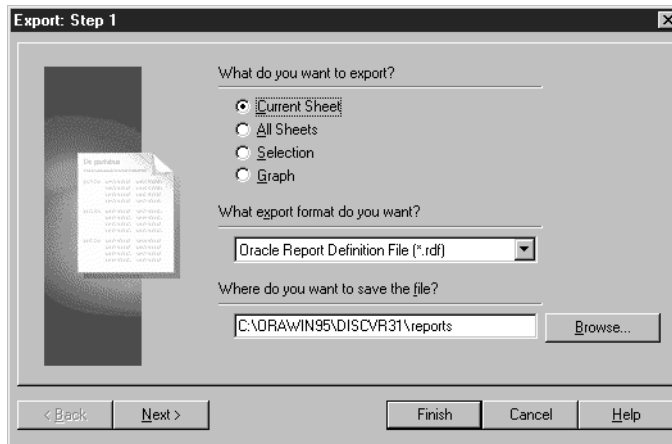 Export: Step 1
What do you want to export?
Current Sheet
All Sheets
Selection
Graph
What export format do you want?
Oracle Report Definition File (*.rdf)
Where do you want to save the file?
C:\ORAWIN95\DISCVR31\reports
Browse...
< Back
Next >
Finish
Cancel
Help